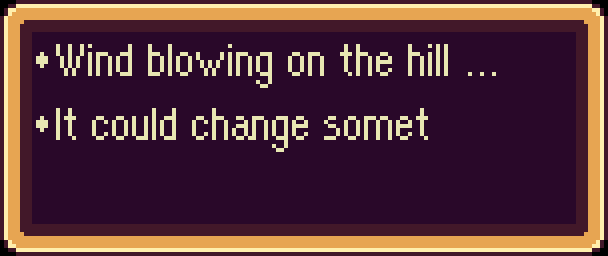 •Wind blowing on the hill ...
•It could change somet